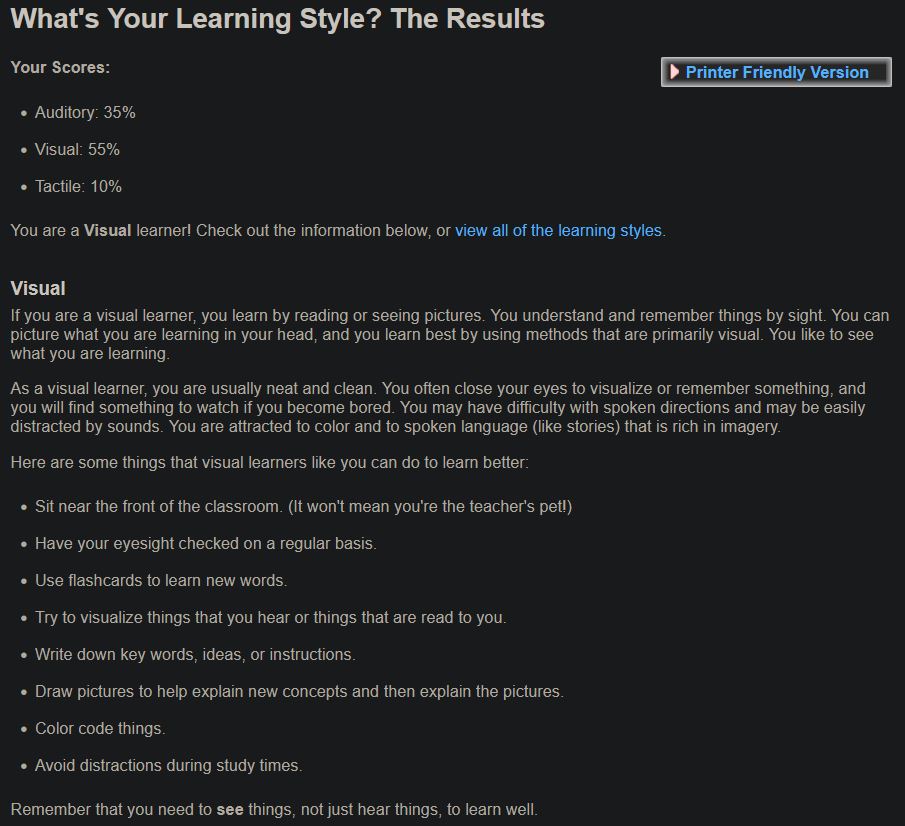 What's Your Learning Style? The Results
Your Scores:
Printer Friendly Version
• Auditory: 35%
• Visual: 55%
• Tactile: 10%
You are a Visual learner! Check out the information below, or view all of the learning styles.
Visual
If you are a visual learner, you learn by reading or seeing pictures. You understand and remember things by sight. You can
picture what you are learning in your head, and you learn best by using methods that are primarily visual. You like to see
what you are learning.
As a visual learner, you are usually neat and clean. You often close your eyes to visualize or remember something, and
you will find something to watch if you become bored. You may have difficulty with spoken directions and may be easily
distracted by sounds. You are attracted to color and to spoken language (like stories) that is rich in imagery.
Here are some things that visual learners like you can do to learn better:
• Sit near the front of the classroom. (It won't mean you're the teacher's pet!)
• Have your eyesight checked on a regular basis.
• Use flashcards to learn new words.
• Try to visualize things that you hear or things that are read to you.
• Write down key words, ideas, or instructions.
• Draw pictures to help explain new concepts and then explain the pictures.
• Color code things.
• Avoid distractions during study times.
Remember that you need to see things, not just hear things, to learn well.